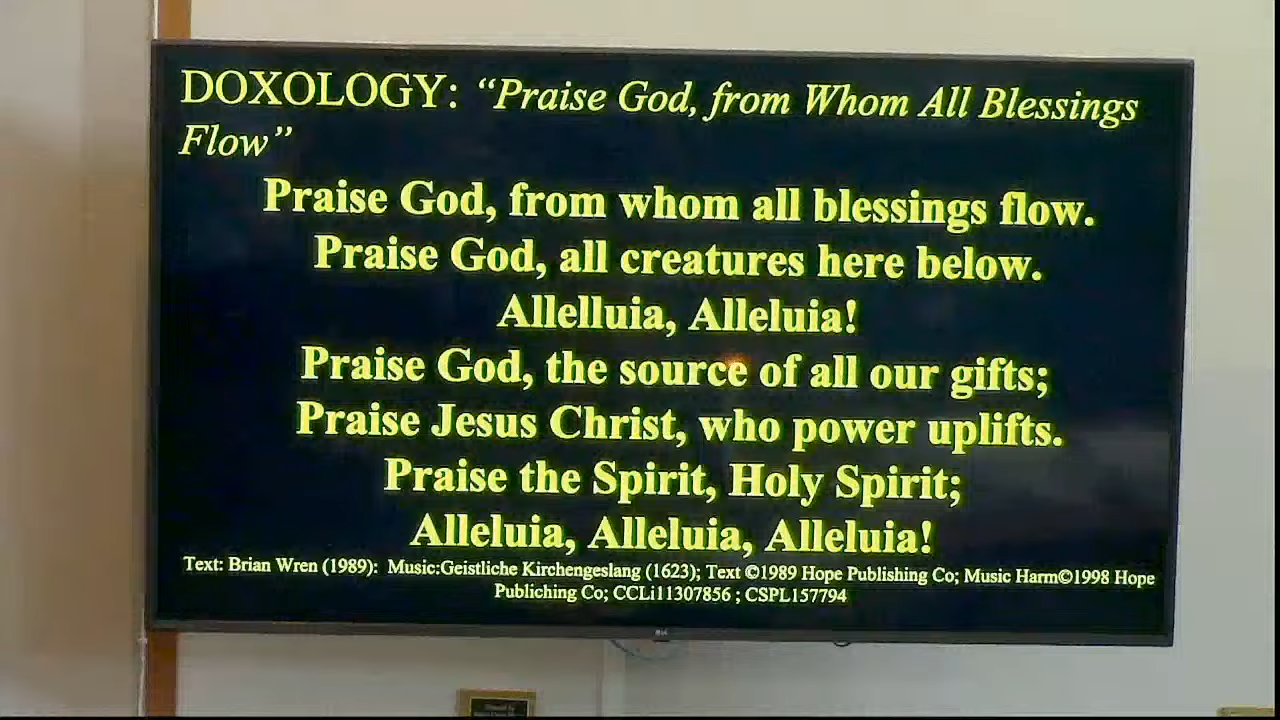 DOXOLOGY: “Praise God, from Whom All Blessings
Flow”
Praise God, from whom all blessings flow.
Praise God, all creatures here below.
Allelluia, Alleluia!
Praise God, the source of all our gifts;
Praise Jesus Christ, who power uplifts.
Praise the Spirit, Holy Spirit;
Alleluia, Alleluia, Alleluia!
Text: Brian Wren (1989):  Music:Geistliche Kirchengeslang (1623); Text ©1989 Hope Publishing Co; Music Harm©1998 Hope
Publiching Co; CCLi11307856 ; CSPL157794
LG